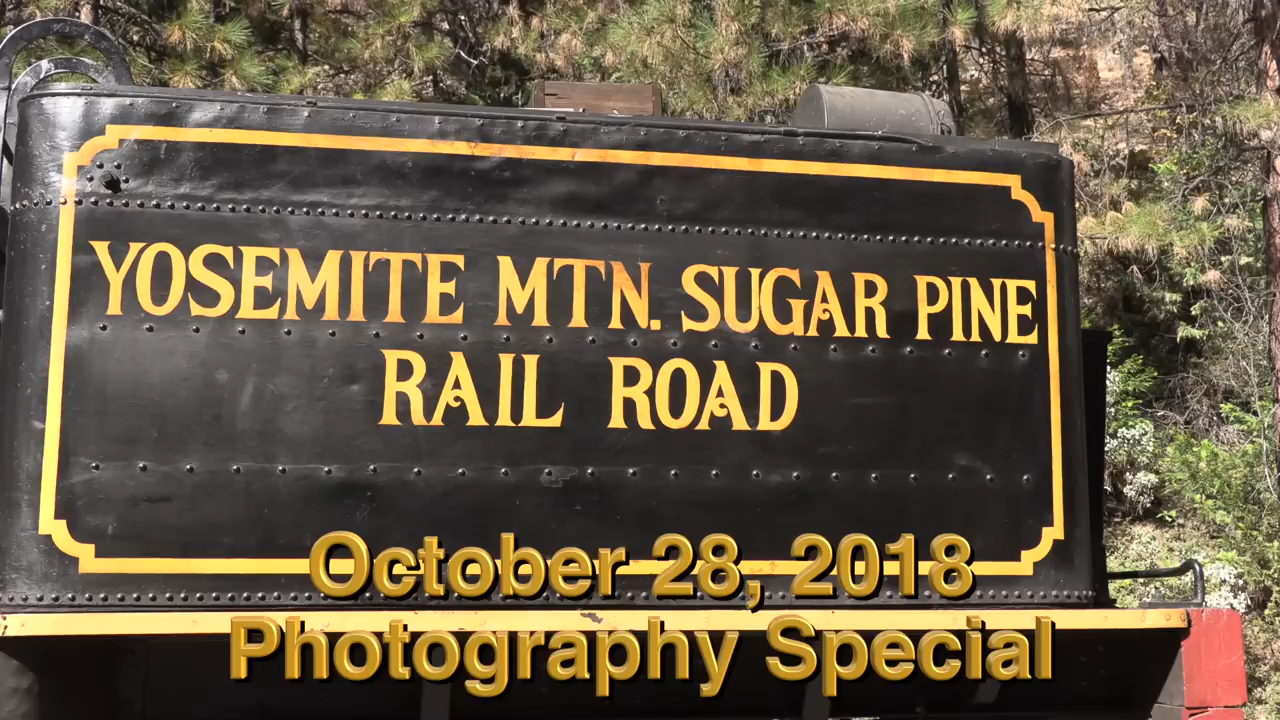 YOSEMITE MTN. SUGAR PINE
RAIL ROAD
October 28, 2018
Photography Special